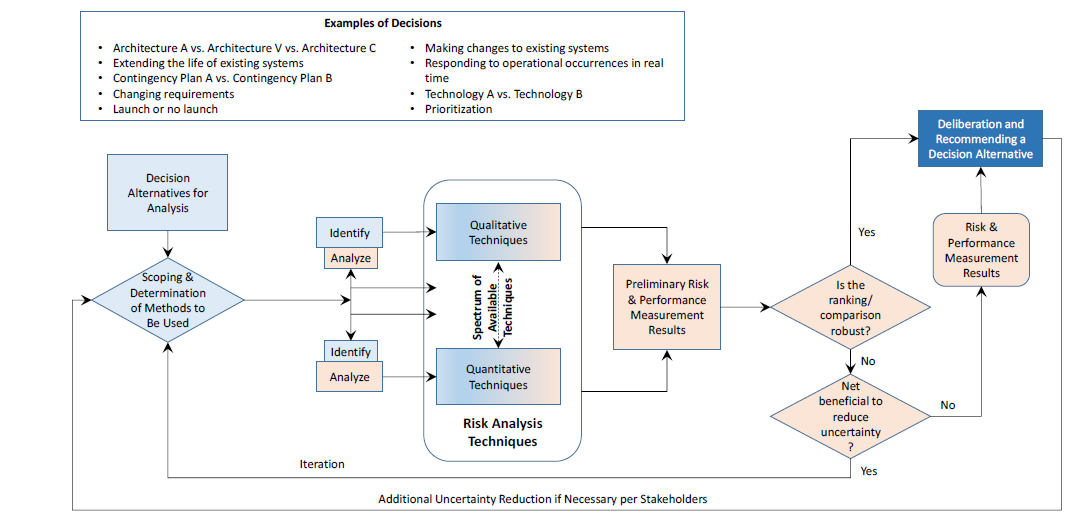 Examples of Decisions
• Architecture A vs. Architecture V vs. Architecture C
• Extending the life of existing systems
• Contingency Plan A vs. Contingency Plan B
• Changing requirements
• Launch or no launch
• Making changes to existing systems
• Responding to operational occurrences in real
time
• Technology A vs. Technology B
• Prioritization
Decision
Alternatives for
Analysis
Scoping &
Determination
of Methods to
Be Used
Identify
Analyze
Identify
Analyze
Qualitative
Techniques
Spectrum of
Available
Techniques
Quantitative
Techniques
Risk Analysis
Techniques
Preliminary Risk
& Performance
Measurement
Results
Is the
ranking/
comparison
robust?
Yes
No
Net
beneficial to
reduce
uncertainty
?
No
Yes
Risk &
Performance
Measurement
Results
Deliberation and
Recommending a
Decision Alternative
Iteration
Additional Uncertainty Reduction if Necessary per Stakeholders